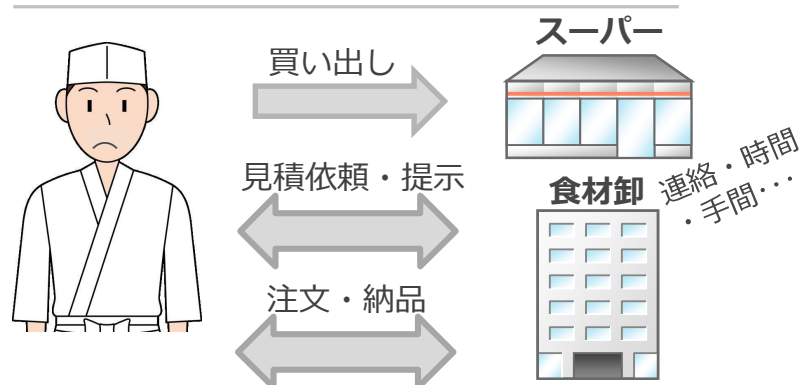 スーパー
買い出し
見積依頼・提示
食材卸
連絡・時間
・手間･･･
注文・納品